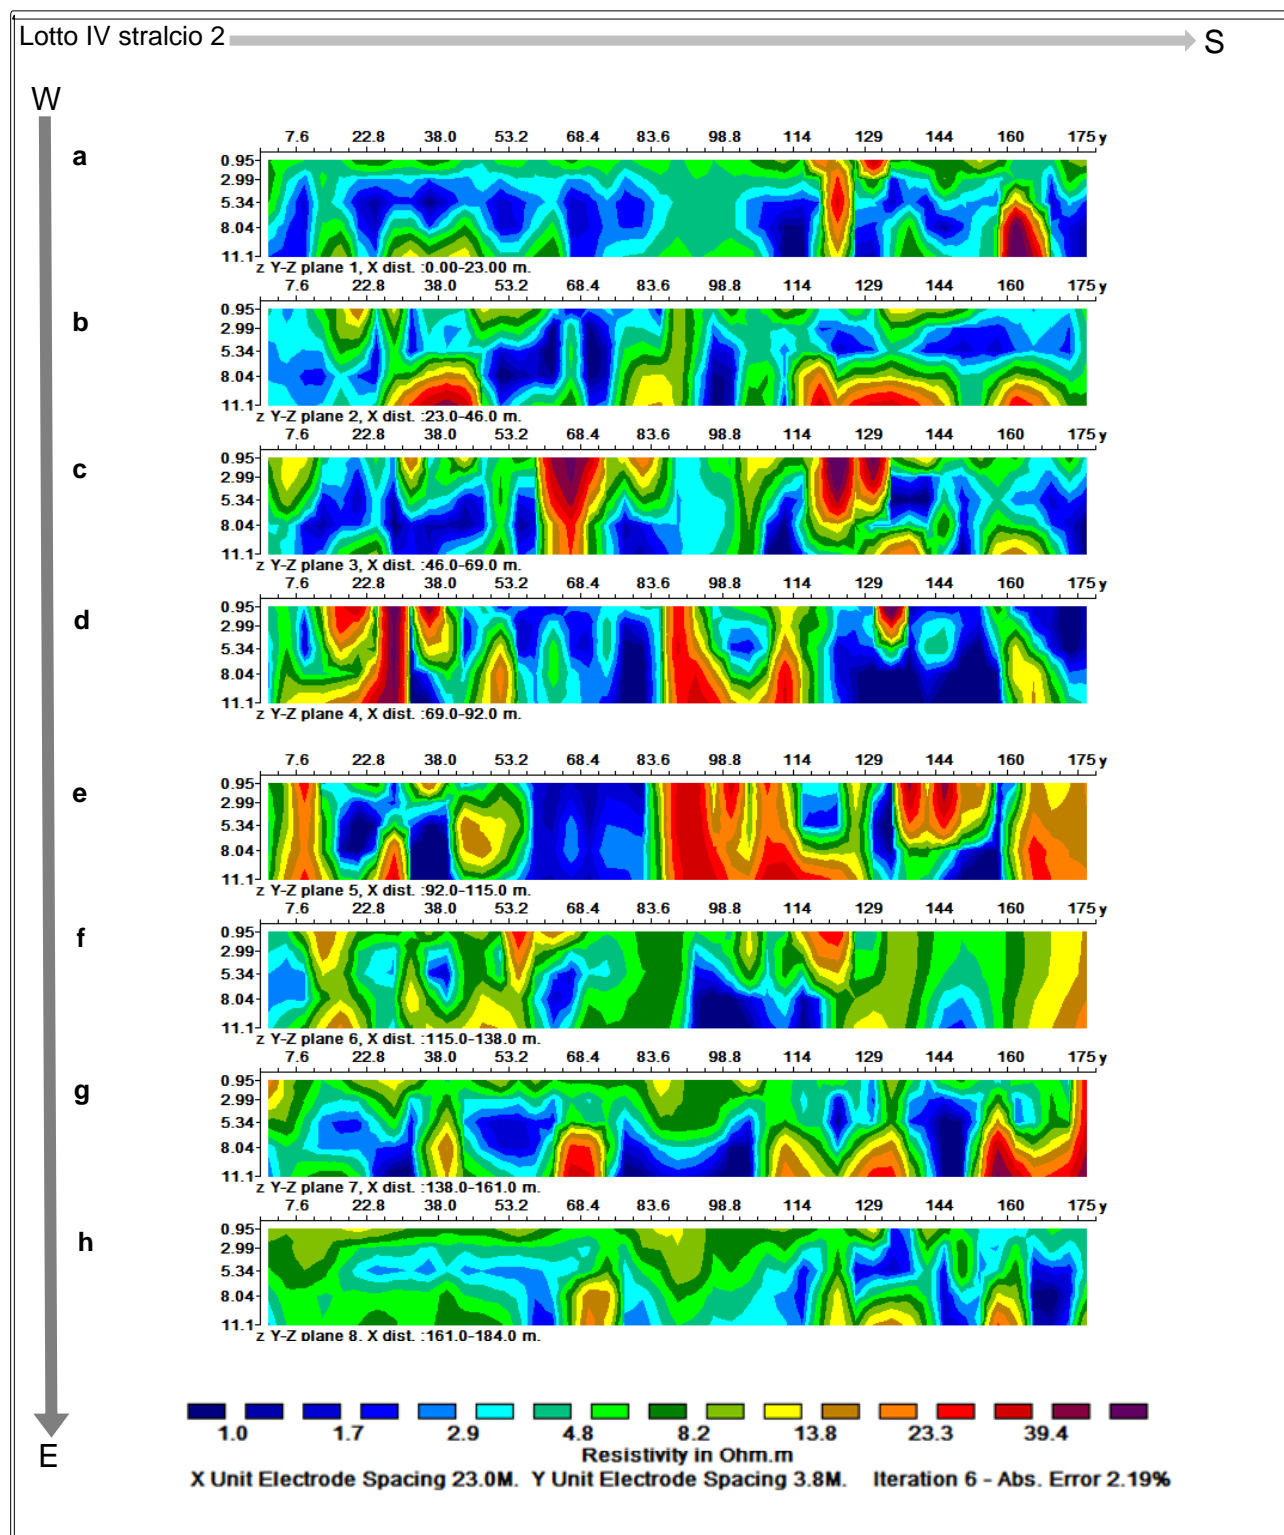 Lotto IV stralcio 2
S
W
a
7.6 22.8 38.0 53.2 68.4 83.6 98.8 114 129 144 160 175 y
0.95
2.99
5.34
8.04
11.1
z Y-Z plane 1, X dist. :0.00-23.00 m.
b
7.6 22.8 38.0 53.2 68.4 83.6 98.8 114 129 144 160 175 y
0.95
2.99
5.34
8.04
11.1
z Y-Z plane 2, X dist. :23.0-46.0 m.
c
7.6 22.8 38.0 53.2 68.4 83.6 98.8 114 129 144 160 175 y
0.95
2.99
5.34
8.04
11.1
z Y-Z plane 3, X dist. :46.0-69.0 m.
d
7.6 22.8 38.0 53.2 68.4 83.6 98.8 114 129 144 160 175 y
0.95
2.99
5.34
8.04
11.1
z Y-Z plane 4, X dist. :69.0-92.0 m.
e
7.6 22.8 38.0 53.2 68.4 83.6 98.8 114 129 144 160 175 y
0.95
2.99
5.34
8.04
11.1
z Y-Z plane 5, X dist. :92.0-115.0 m.
f
7.6 22.8 38.0 53.2 68.4 83.6 98.8 114 129 144 160 175 y
0.95
2.99
5.34
8.04
11.1
z Y-Z plane 6, X dist. :115.0-138.0 m.
g
7.6 22.8 38.0 53.2 68.4 83.6 98.8 114 129 144 160 175 y
0.95
2.99
5.34
8.04
11.1
z Y-Z plane 7, X dist. :138.0-161.0 m.
h
7.6 22.8 38.0 53.2 68.4 83.6 98.8 114 129 144 160 175 y
0.95
2.99
5.34
8.04
11.1
z Y-Z plane 8, X dist. :161.0-184.0 m.
E
1.0 1.7 2.9 4.8 8.2 13.8 23.3 39.4
Resistivity in Ohm.m
X Unit Electrode Spacing 23.0M. Y Unit Electrode Spacing 3.8M. Iteration 6 - Abs. Error 2.19%